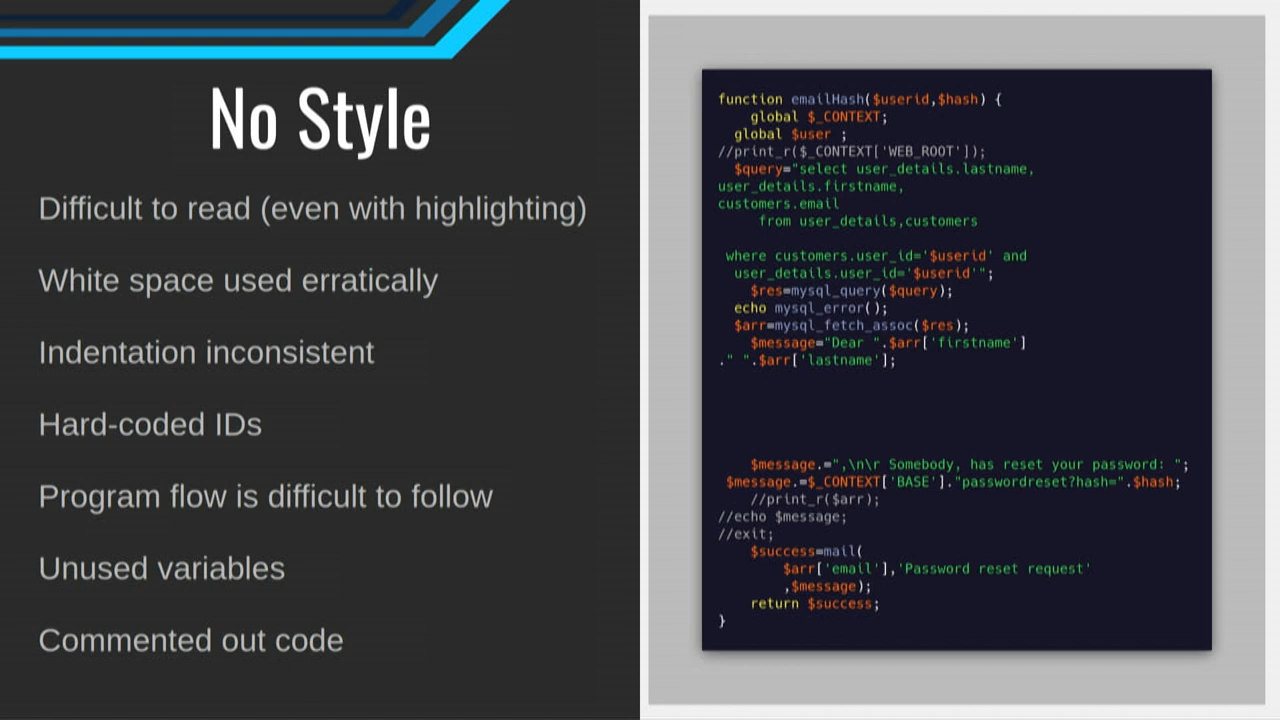 No Style
Difficult to read (even with highlighting)
White space used erratically
Indentation inconsistent
Hard-coded IDs
Program flow is difficult to follow
Unused variables
Commented out code
function emailHash($userid,$hash) {
    global $_CONTEXT;
  global $user ;
//print_r($_CONTEXT['WEB_ROOT']);
  $query="select user_details.lastname,
user_details.firstname,
customers.email
     from user_details,customers
 where customers.user_id='$userid' and
  user_details.user_id='$userid'";
    $res=mysql_query($query);
  echo mysql_error();
  $arr=mysql_fetch_assoc($res);
    $message="Dear ".$arr['firstname']
." ".$arr['lastname'];
    $message.=",\n\r Somebody, has reset your password: ";
 $message.=$_CONTEXT['BASE']."passwordreset?hash=".$hash;
    //print_r($arr);
//echo $message;
//exit;
    $success=mail(
        $arr['email'],'Password reset request'
        ,$message);
    return $success;
}